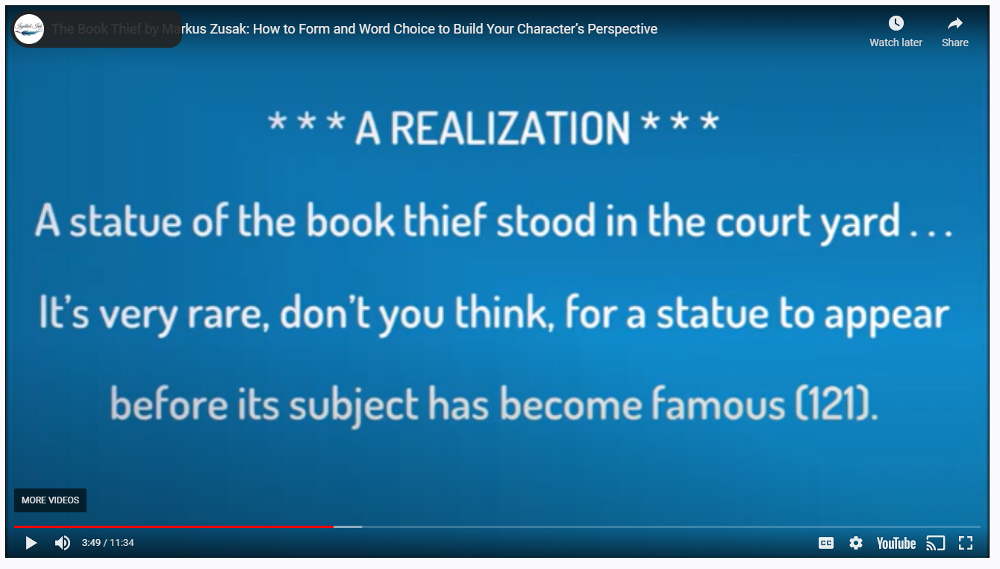 The Book Thief by Markus Zusak: How to Form and Word Choice to Build Your Character's Perspective
Watch later
Share
* * * A REALIZATION * * *
A statue of the book thief stood in the court yard . . .
It's very rare, don't you think, for a statue to appear
before its subject has become famous (121).
MORE VIDEOS
3:49 / 11:34
CC
YouTube